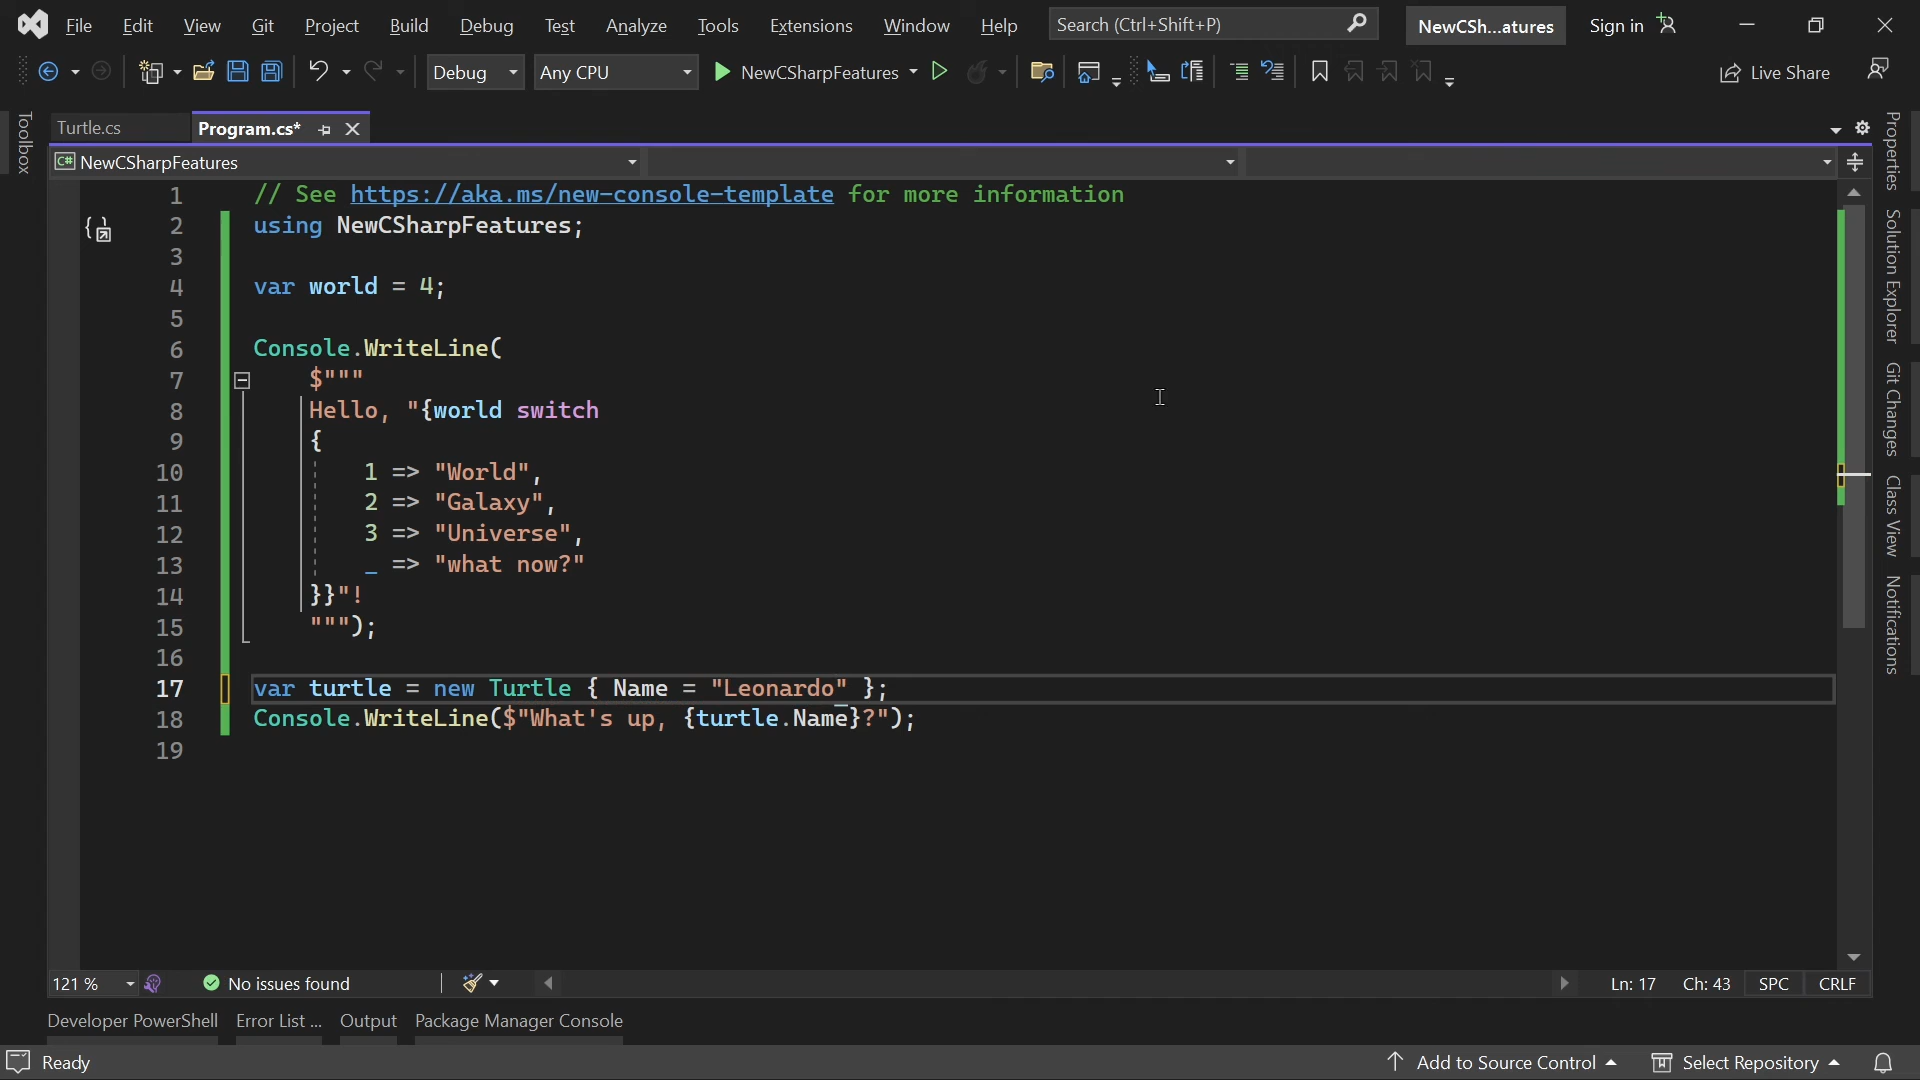 File Edit View Git Project Build Debug Test Analyze Tools Extensions Window Help Search (Ctrl+Shift+P) NewCSh...atures Sign in
Debug Any CPU NewCSharpFeatures Live Share
Toolbox
Turtle.cs Program.cs*
NewCSharpFeatures
1 // See https://aka.ms/new-console-template for more information
2 using NewCSharpFeatures;
3
4 var world = 4;
5
6 Console.WriteLine(
7 $"""
8 Hello, "{world switch
9 {
10 1 => "World",
11 2 => "Galaxy",
12 3 => "Universe",
13 _ => "what now?"
14 }}"!
15 """);
16
17 var turtle = new Turtle { Name = "Leonardo" };
18 Console.WriteLine($"What's up, {turtle.Name}?");
19
Properties
Solution Explorer
Git Changes
Class View
Notifications
121 % No issues found Ln: 17 Ch: 43 SPC CRLF
Developer PowerShell Error List ... Output Package Manager Console
Ready Add to Source Control Select Repository